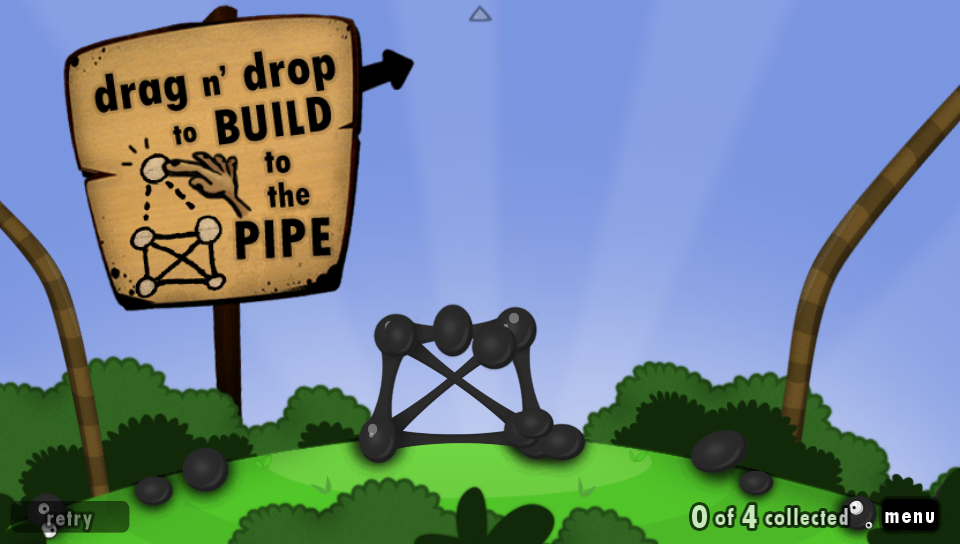 drag n' drop
to BUILD
to
the
PIPE
retry
0 of 4 collected
menu